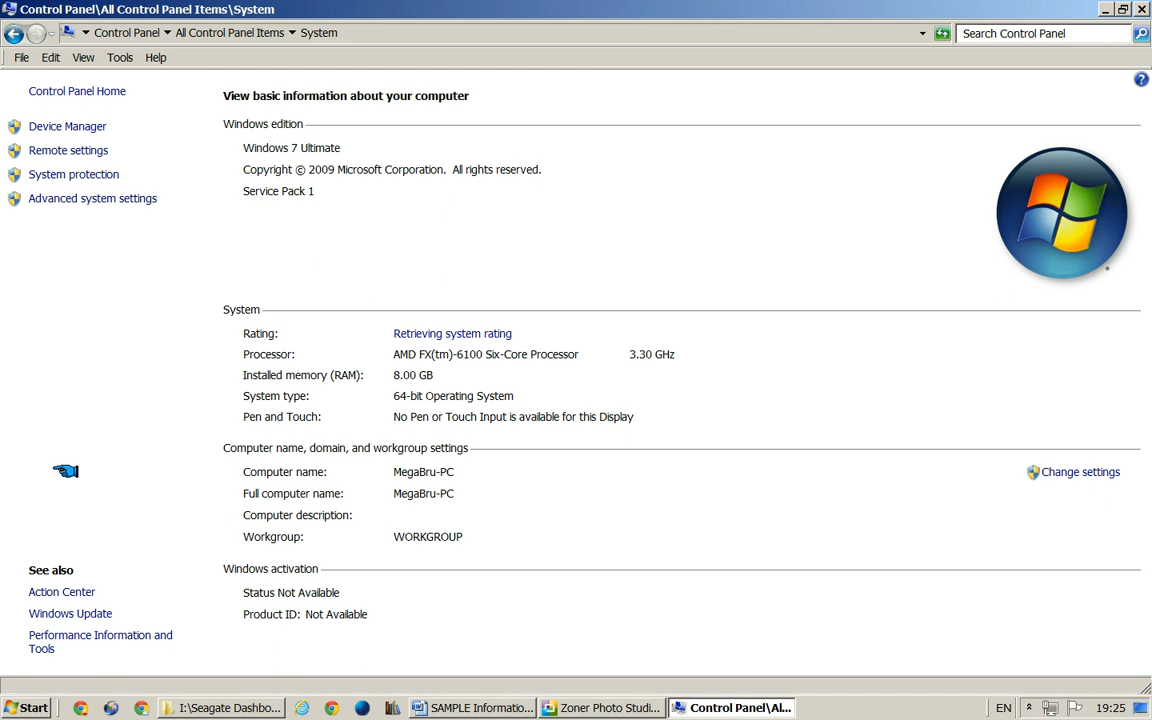 Control Panel\All Control Panel Items\System
Control Panel All Control Panel Items System
Search Control Panel
File Edit View Tools Help
Control Panel Home
Device Manager
Remote settings
System protection
Advanced system settings
View basic information about your computer
Windows edition
Windows 7 Ultimate
Copyright © 2009 Microsoft Corporation. All rights reserved.
Service Pack 1
System
Rating: Retrieving system rating
Processor: AMD FX(tm)-6100 Six-Core Processor 3.30 GHz
Installed memory (RAM): 8.00 GB
System type: 64-bit Operating System
Pen and Touch: No Pen or Touch Input is available for this Display
Computer name, domain, and workgroup settings
Computer name: MegaBru-PC Change settings
Full computer name: MegaBru-PC
Computer description:
Workgroup: WORKGROUP
Windows activation
Status Not Available
Product ID: Not Available
See also
Action Center
Windows Update
Performance Information and
Tools
Start I:\Seagate Dashbo... SAMPLE Informatio... Zoner Photo Studi... Control Panel\Al... EN 19:25